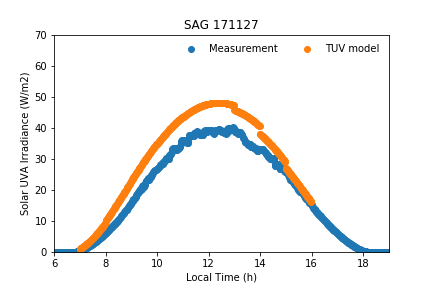 SAG 171127
Measurement TUV model
70
60
50
40
30
20
10
0
Solar UVA Irradiance (W/m2)
6 8 10 12 14 16 18
Local Time (h)